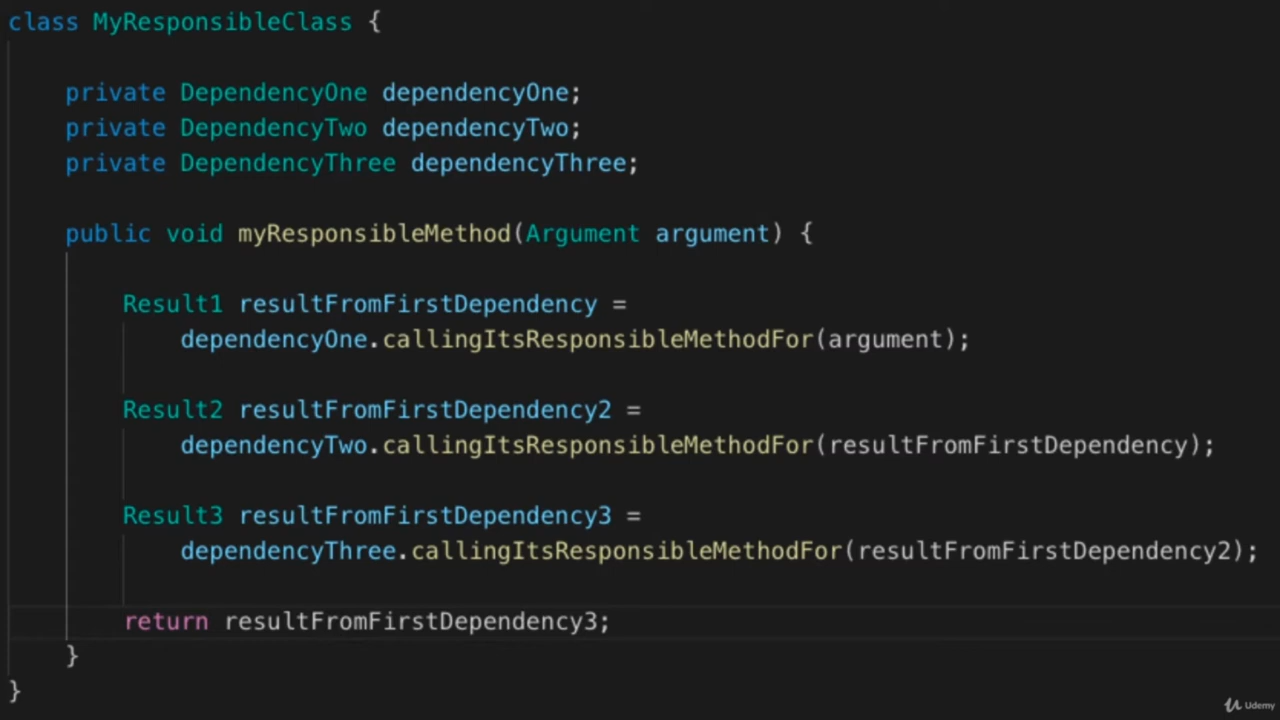 class MyResponsibleClass {
private DependencyOne dependencyOne;
private DependencyTwo dependencyTwo;
private DependencyThree dependencyThree;
public void myResponsibleMethod(Argument argument) {
Result1 resultFromFirstDependency =
dependencyOne.callingItsResponsibleMethodFor(argument);
Result2 resultFromFirstDependency2 =
dependencyTwo.callingItsResponsibleMethodFor(resultFromFirstDependency);
Result3 resultFromFirstDependency3 =
dependencyThree.callingItsResponsibleMethodFor(resultFromFirstDependency2);
return resultFromFirstDependency3;
}
}
Udemy